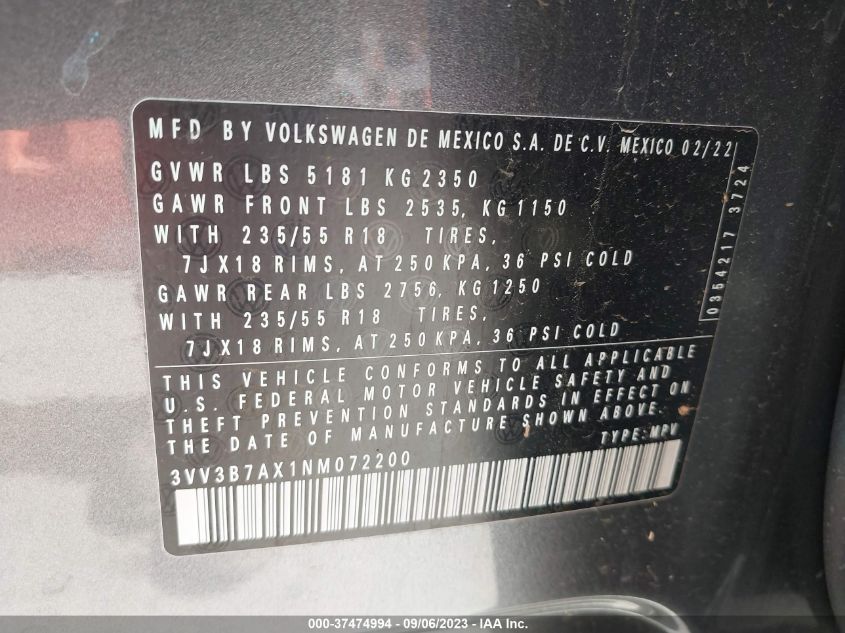 MFD BY VOLKSWAGEN DE MEXICO S.A. DE C.V. MEXICO 02/22
GVWR LBS 5181 KG 2350
GAWR FRONT LBS 2535, KG 1150
WITH 235/55 R18 TIRES,
7JX18 RIMS, AT 250 KPA, 36 PSI COLD
GAWR REAR LBS 2756, KG 1250
WITH 235/55 R18 TIRES,
7JX18 RIMS, AT 250 KPA, 36 PSI COLD
0354217 3724
THIS VEHICLE CONFORMS TO ALL APPLICABLE
U.S. FEDERAL MOTOR VEHICLE SAFETY AND
THEFT PREVENTION STANDARDS IN EFFECT ON
THE DATE OF MANUFACTURE SHOWN ABOVE.
TYPE: MPV
3VV3B7AX1NM072200
000-37474994 - 09/06/2023 - IAA Inc.